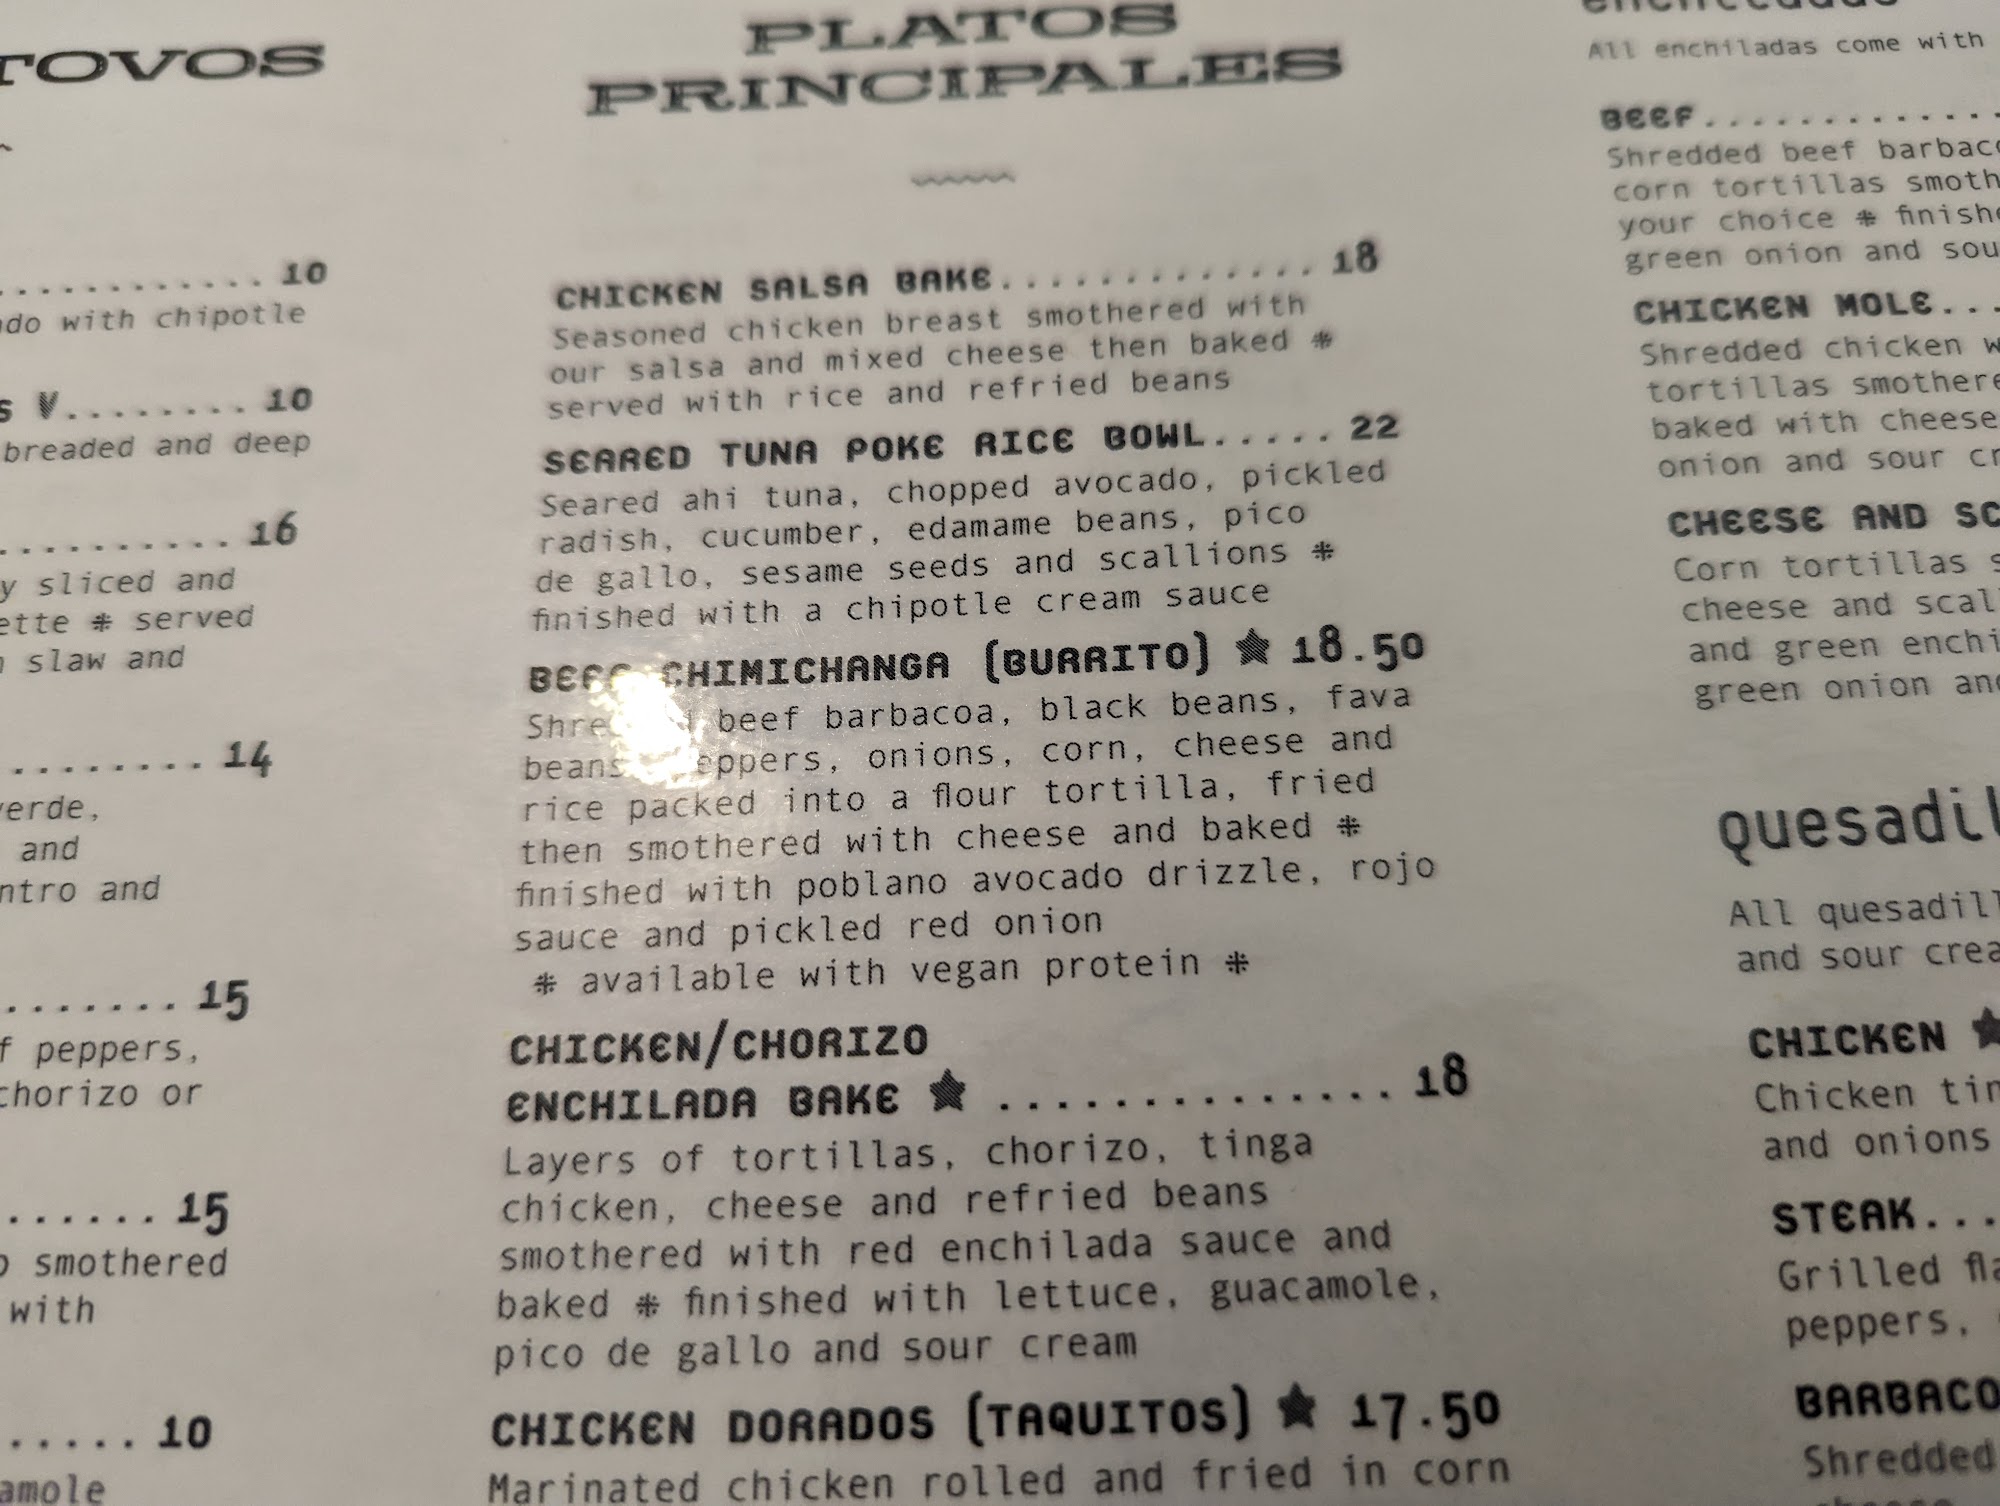 TOVOS
10
ado with chipotle
s V........10
breaded and deep
16
y sliced and
ette ⁜ served
slaw and
14
verde,
and
ntro and
15
f peppers,
chorizo or
15
smothered
with
10
amole
PLATOS
PRINCIPALES
CHICKEN SALSA BAKE.............18
Seasoned chicken breast smothered with
our salsa and mixed cheese then baked ⁜
served with rice and refried beans
SEARED TUNA POKE RICE BOWL.....22
Seared ahi tuna, chopped avocado, pickled
radish, cucumber, edamame beans, pico
de gallo, sesame seeds and scallions ⁜
finished with a chipotle cream sauce
BEEF CHIMICHANGA (BURRITO) ★ 18.50
Shredded beef barbacoa, black beans, fava
beans, peppers, onions, corn, cheese and
rice packed into a flour tortilla, fried
then smothered with cheese and baked ⁜
finished with poblano avocado drizzle, rojo
sauce and pickled red onion
⁜ available with vegan protein ⁜
CHICKEN/CHORIZO
ENCHILADA BAKE ★ ..............18
Layers of tortillas, chorizo, tinga
chicken, cheese and refried beans
smothered with red enchilada sauce and
baked ⁜ finished with lettuce, guacamole,
pico de gallo and sour cream
CHICKEN DORADOS (TAQUITOS) ★ 17.50
Marinated chicken rolled and fried in corn
enchiladas
All enchiladas come with
BEEF.............
Shredded beef barbaco
corn tortillas smoth
your choice ⁜ finishe
green onion and sou
CHICKEN MOLE...
Shredded chicken w
tortillas smothere
baked with cheese
onion and sour cr
CHEESE AND SC
Corn tortillas s
cheese and scal
and green enchi
green onion and
quesadil
All quesadill
and sour crea
CHICKEN ★
Chicken tin
and onions
STEAK...
Grilled fla
peppers,
BARBACO
Shredded